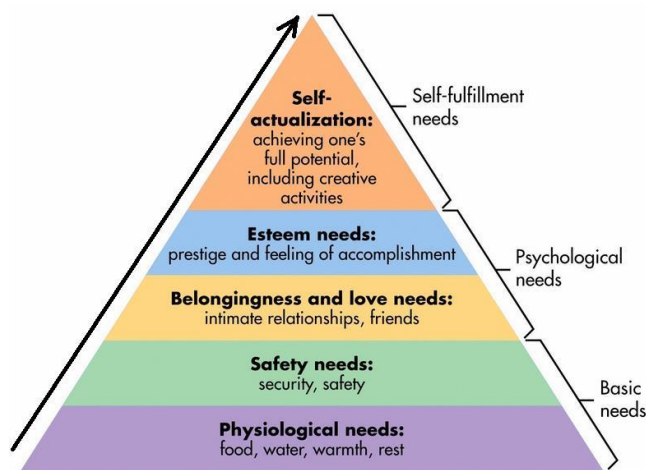 Self-
actualization:
achieving one's
full potential,
including creative
activities
Esteem needs:
prestige and feeling of accomplishment
Belongingness and love needs:
intimate relationships, friends
Safety needs:
security, safety
Physiological needs:
food, water, warmth, rest
Self-fulfillment
needs
Psychological
needs
Basic
needs